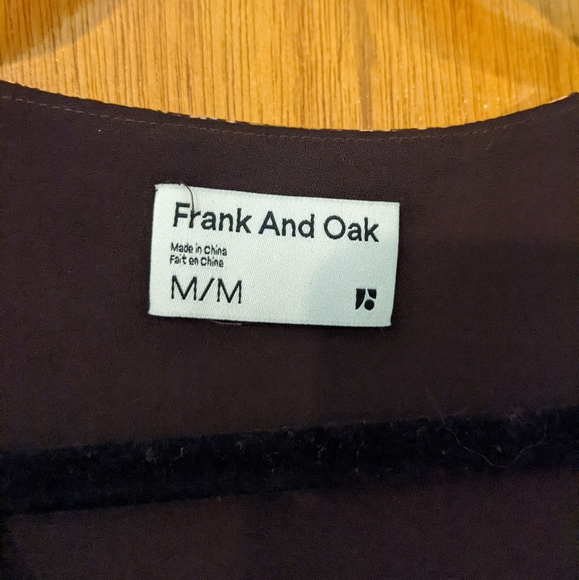 Frank And Oak
Made in China
Fait en Chine
M/M